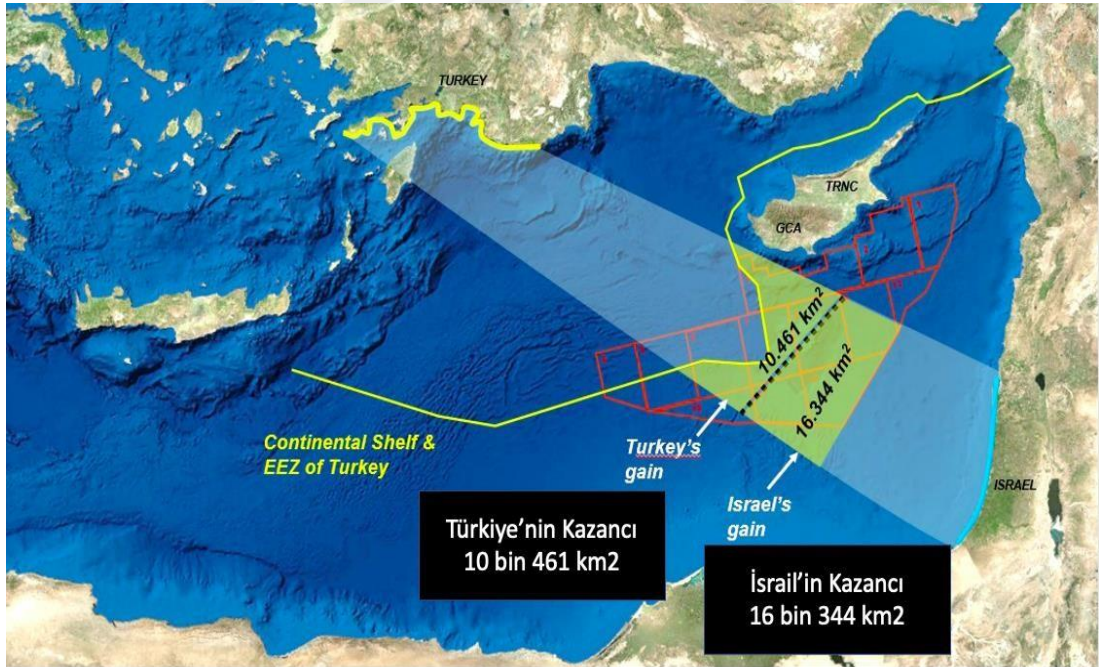 TURKEY
TRNC
GCA
10.461 km²
16.344 km²
Continental Shelf &
EEZ of Turkey
Turkey's
gain
Israel's
gain
ISRAEL
Türkiye'nin Kazancı
10 bin 461 km2
İsrail'in Kazancı
16 bin 344 km2